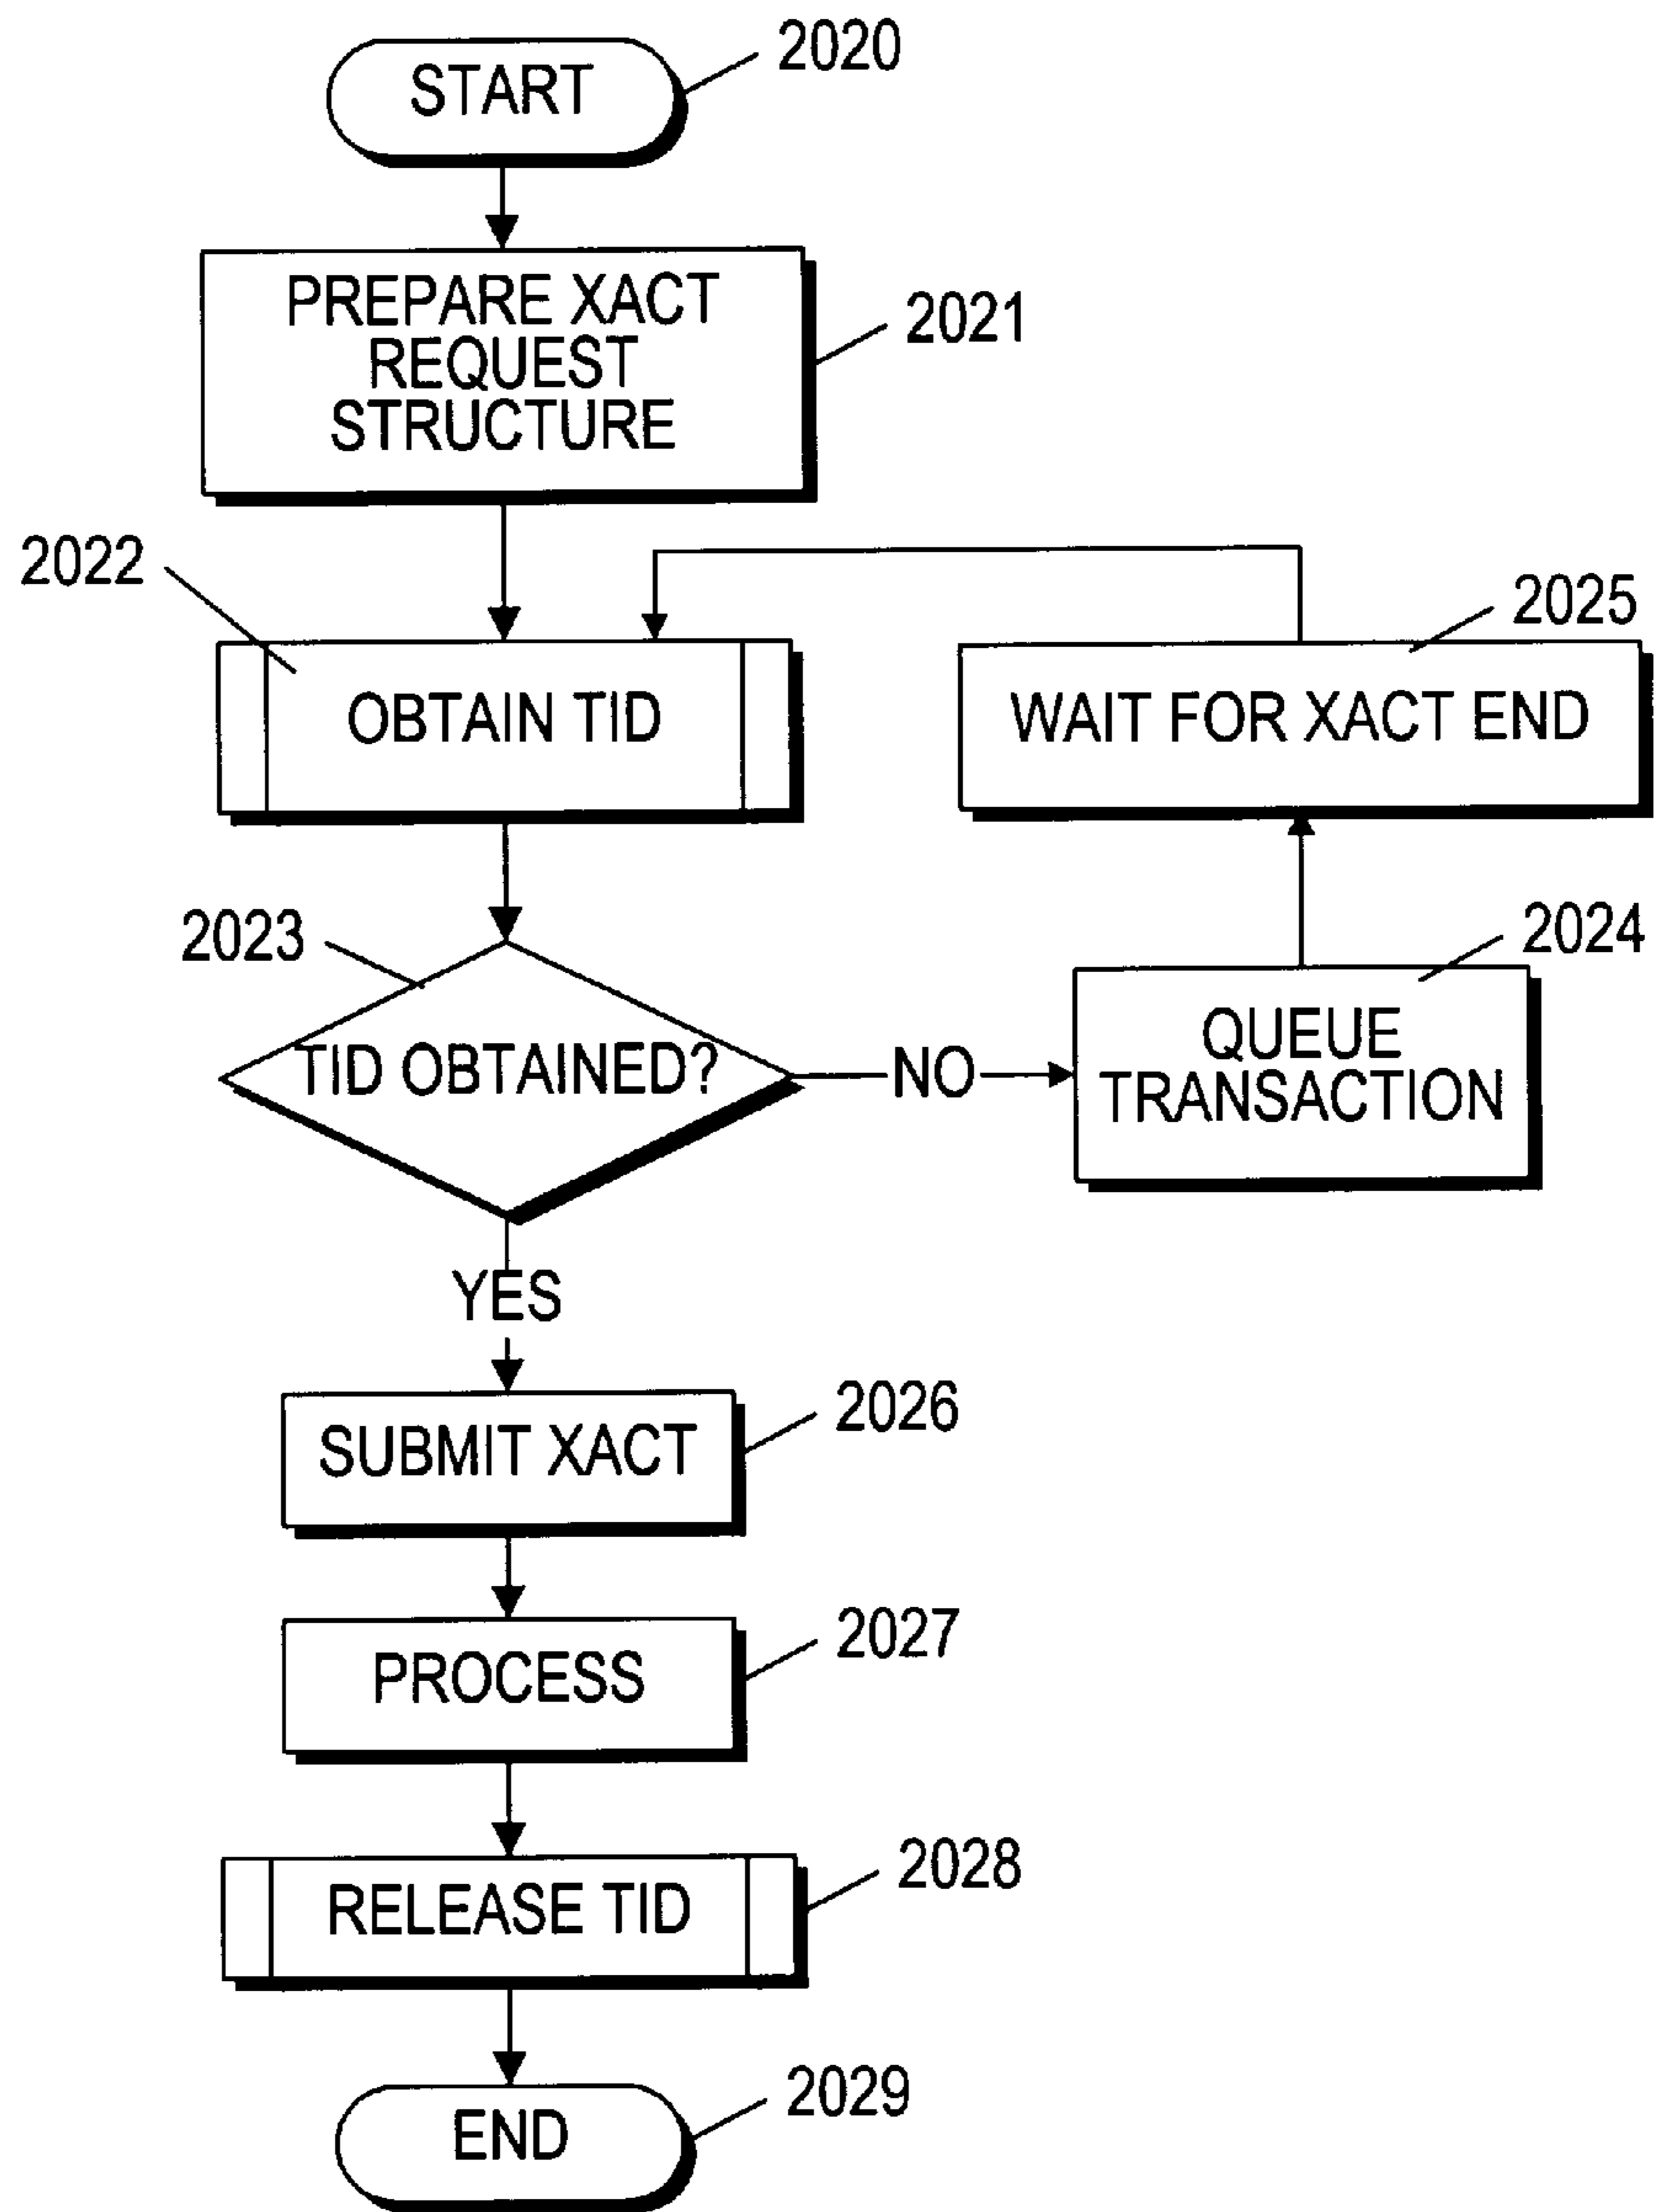 START
2020
PREPARE XACT
REQUEST
STRUCTURE
2021
2022
OBTAIN TID
2025
WAIT FOR XACT END
2023
TID OBTAINED?
NO
2024
QUEUE
TRANSACTION
YES
SUBMIT XACT
2026
PROCESS
2027
RELEASE TID
2028
END
2029